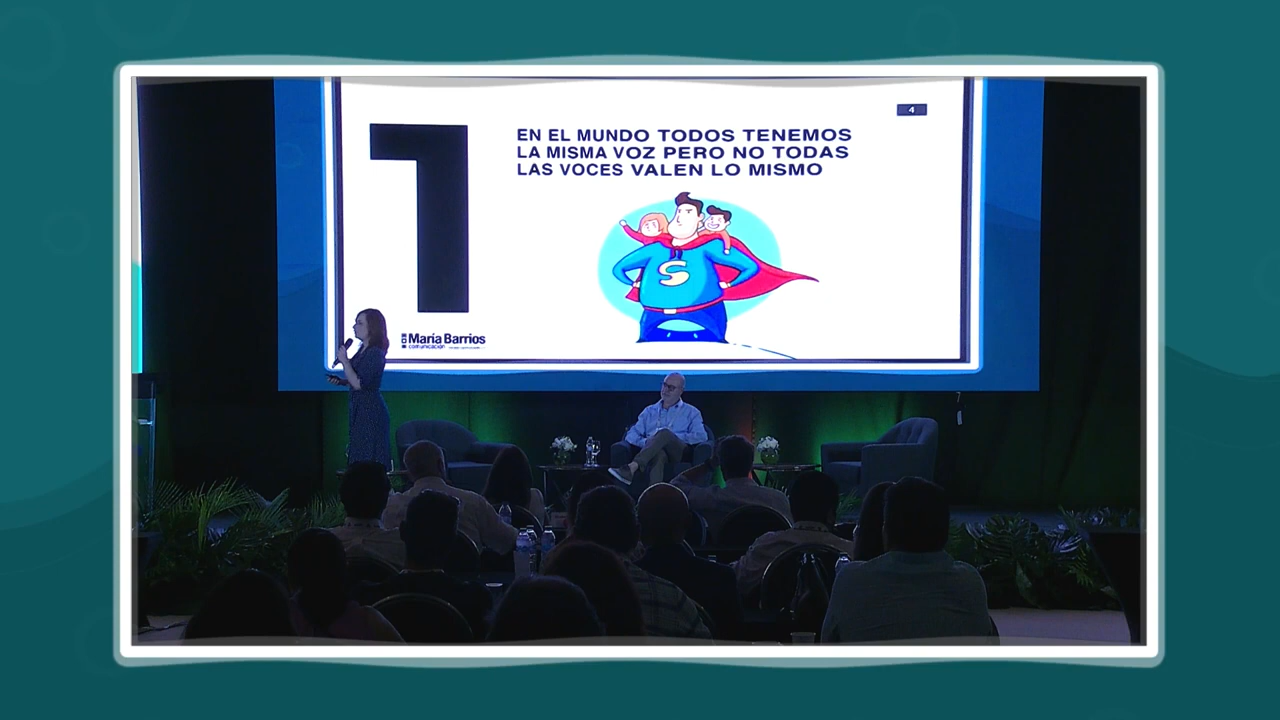 4
1
EN EL MUNDO TODOS TENEMOS
LA MISMA VOZ PERO NO TODAS
LAS VOCES VALEN LO MISMO
S
María Barrios
comunicación